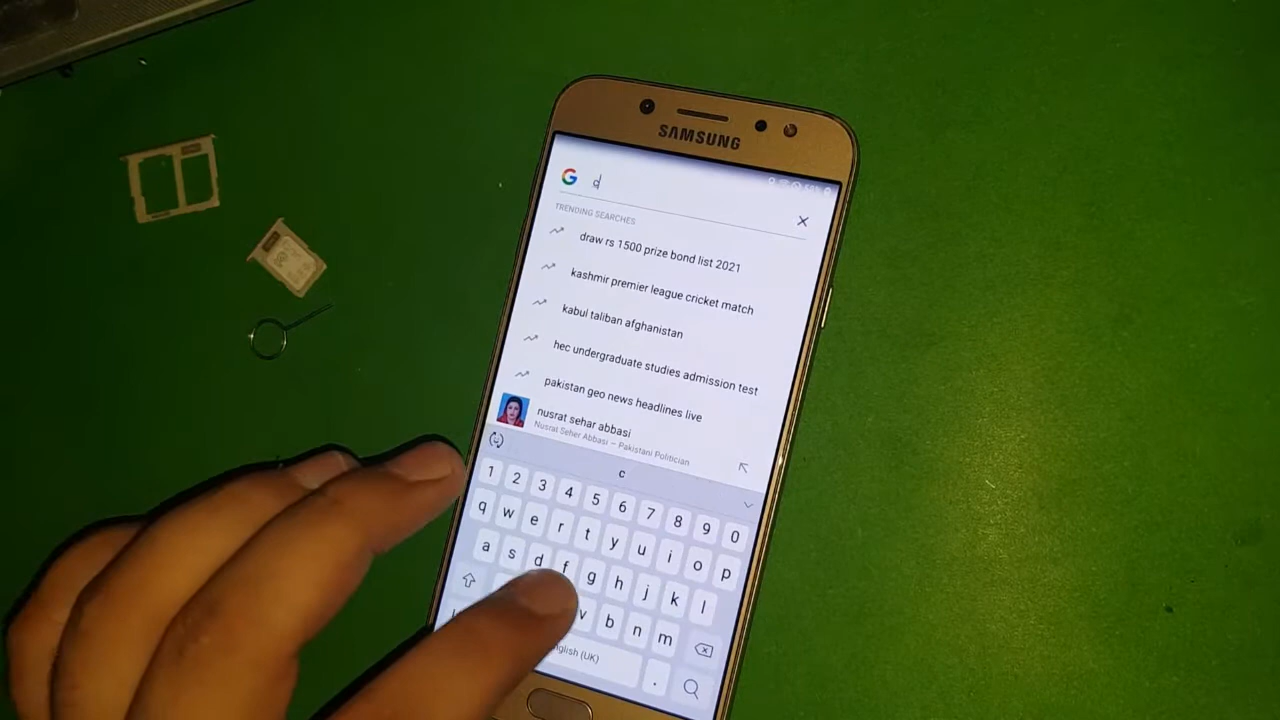 SAMSUNG
c
TRENDING SEARCHES
draw rs 1500 prize bond list 2021
kashmir premier league cricket match
kabul taliban afghanistan
hec undergraduate studies admission test
pakistan geo news headlines live
nusrat sehar abbasi
Nusrat Seher Abbasi — Pakistani Politician
c
1 2 3 4 5 6 7 8 9 0
q w e r t y u i o p
a s d f g h j k l
v b n m
nglish (UK) .